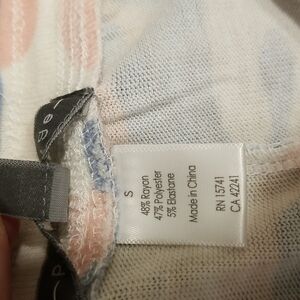 S
48% Rayon
47% Polyester
5% Elastane
Made in China
RN 15741
CA 42241